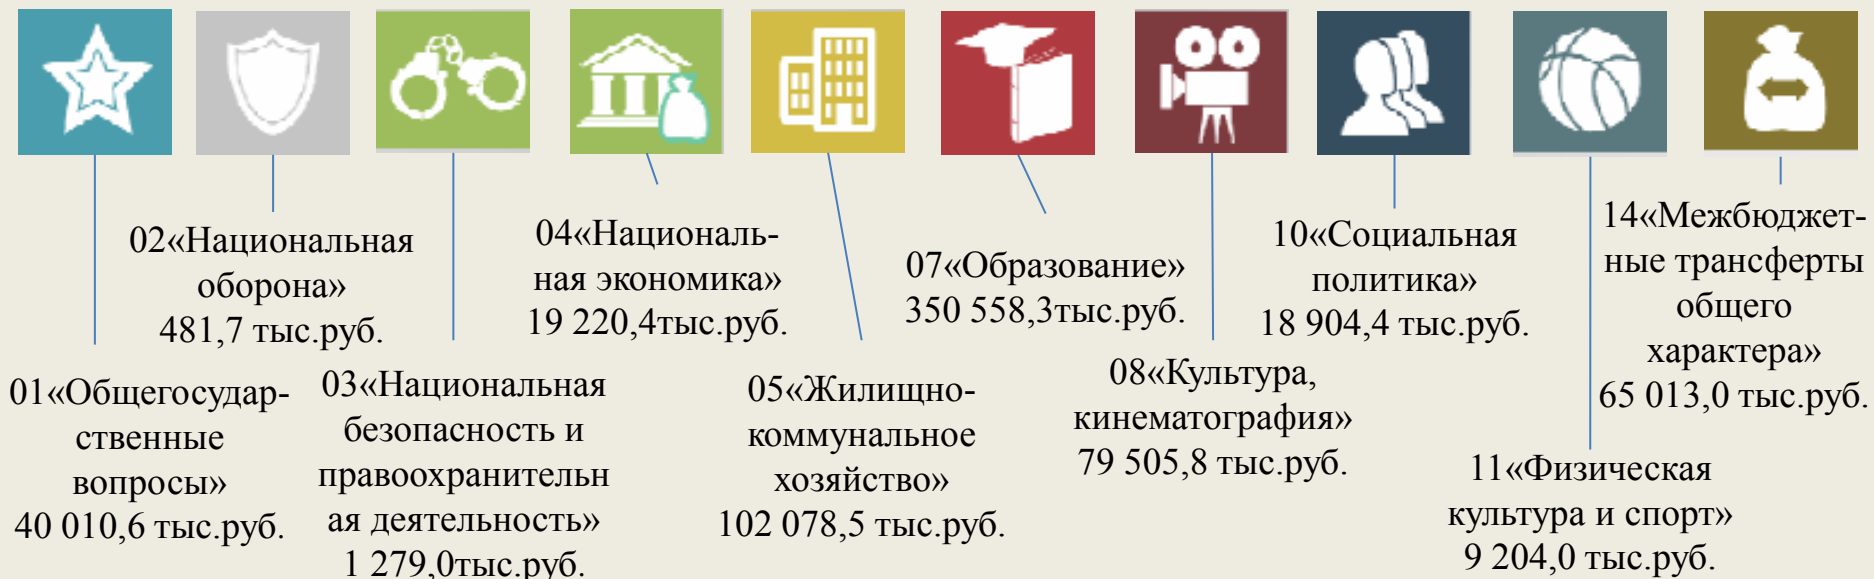 01«Общегосудар-
ственные
вопросы»
40 010,6 тыс.руб.
02«Национальная
оборона»
481,7 тыс.руб.
03«Национальная
безопасность и
правоохранительн
ая деятельность»
1 279,0тыс.руб.
04«Националь-
ная экономика»
19 220,4тыс.руб.
05«Жилищно-
коммунальное
хозяйство»
102 078,5 тыс.руб.
07«Образование»
350 558,3тыс.руб.
08«Культура,
кинематография»
79 505,8 тыс.руб.
10«Социальная
политика»
18 904,4 тыс.руб.
11«Физическая
культура и спорт»
9 204,0 тыс.руб.
14«Межбюджет-
ные трансферты
общего
характера»
65 013,0 тыс.руб.